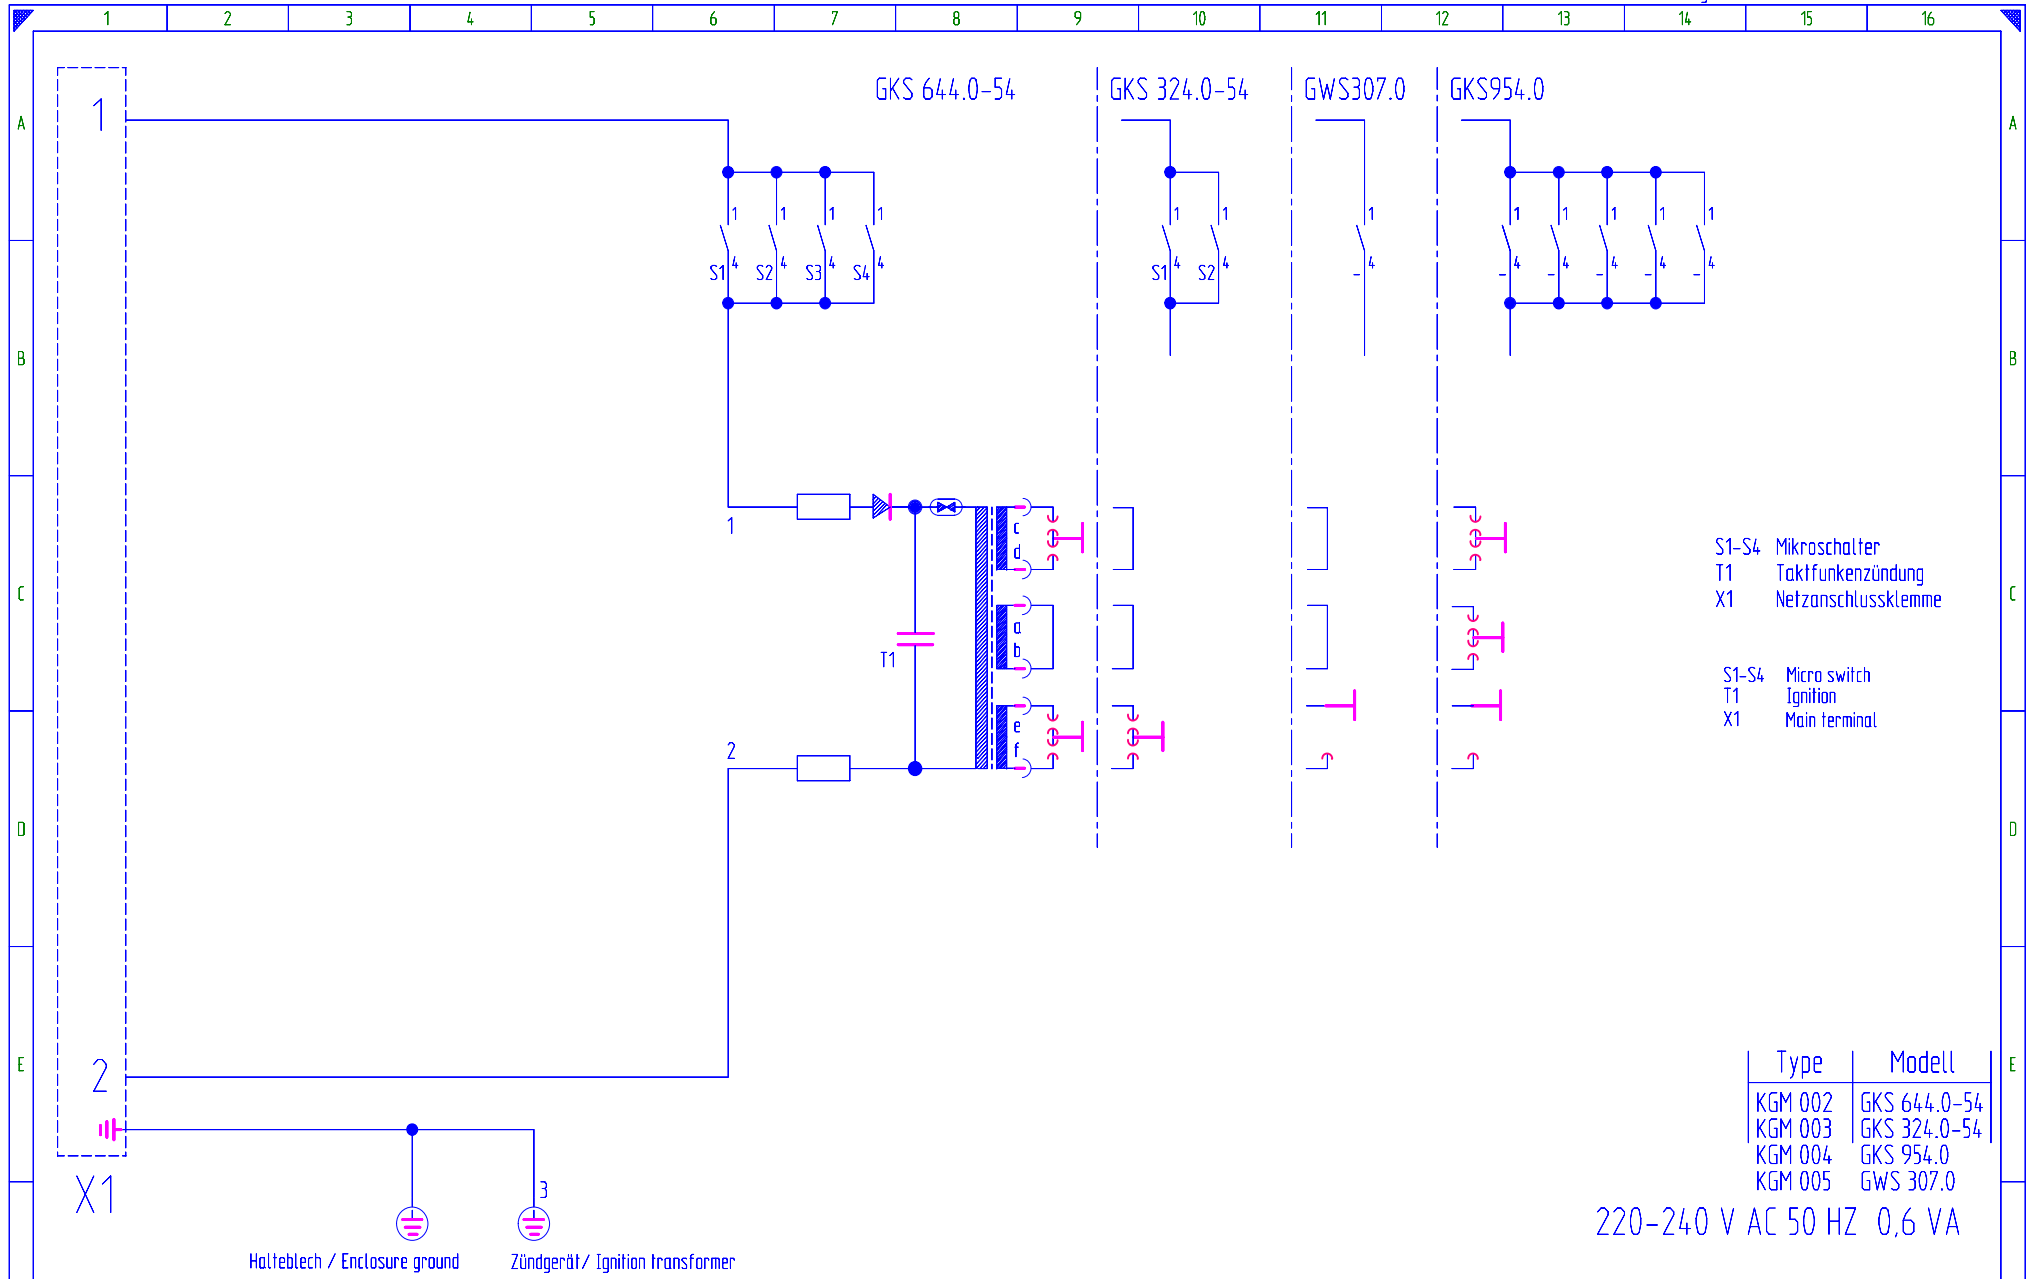 1 2 3 4 5 6 7 8 9 10 11 12 13 14 15 16
GKS 644.0-54 GKS 324.0-54 GWS307.0 GKS954.0
1
A A
1 1 1 1 1 1 1 1 1 1 1 1
4 4 4 4 4 4 4 4 4 4 4 4
S1 S2 S3 S4 S1 S2 - - - - - -
B B
1
c
d
S1-S4 Mikroschalter
T1 Taktfunkenzündung
X1 Netzanschlussklemme
C C
a
b
T1
S1-S4 Micro switch
T1 Ignition
X1 Main terminal
e
f
2
D D
2
E E
Type Modell
KGM 002 GKS 644.0-54
KGM 003 GKS 324.0-54
KGM 004 GKS 954.0
KGM 005 GWS 307.0
X1
3
220-240 V AC 50 HZ 0,6 VA
Halteblech / Enclosure ground
Zündgerät/ Ignition transformer